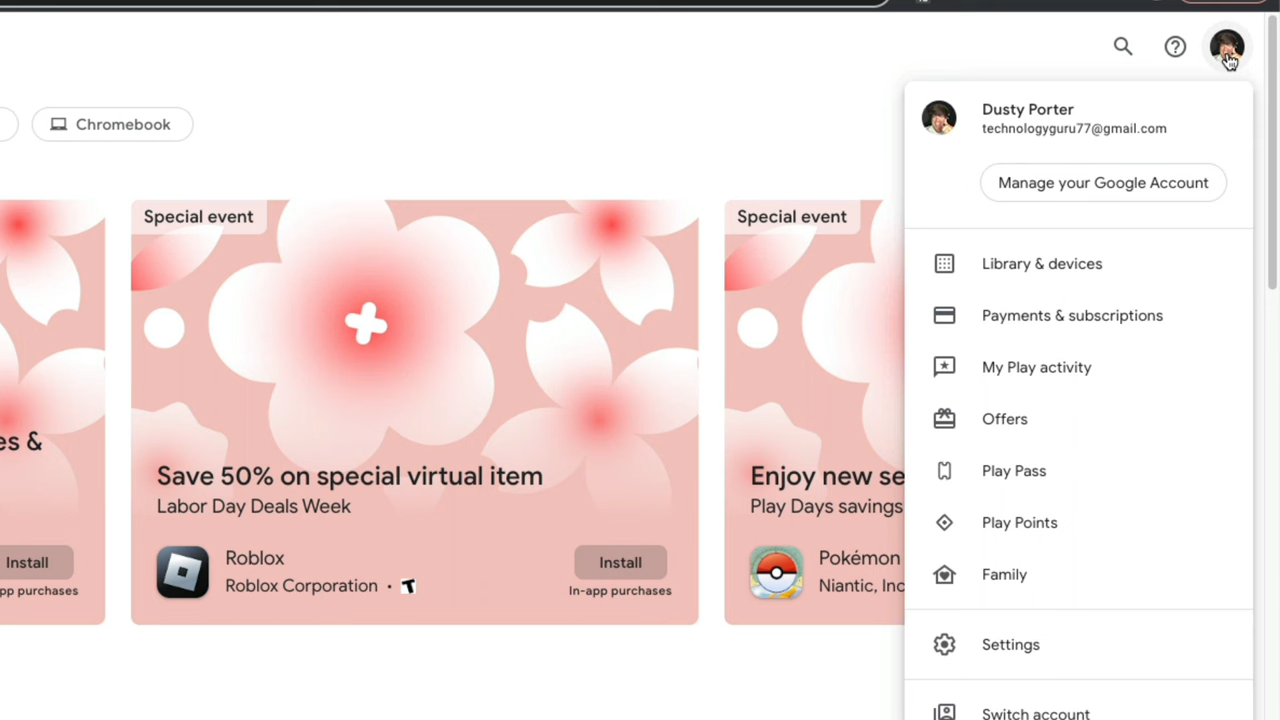 Chromebook
Dusty Porter
technologyguru77@gmail.com
Manage your Google Account
Library & devices
Payments & subscriptions
My Play activity
Offers
Play Pass
Play Points
Family
Settings
Switch account
es &
Install
pp purchases
Special event
Save 50% on special virtual item
Labor Day Deals Week
Roblox
Roblox Corporation · T
Install
In-app purchases
Special event
Enjoy new se
Play Days savings
Pokémon
Niantic, Inc